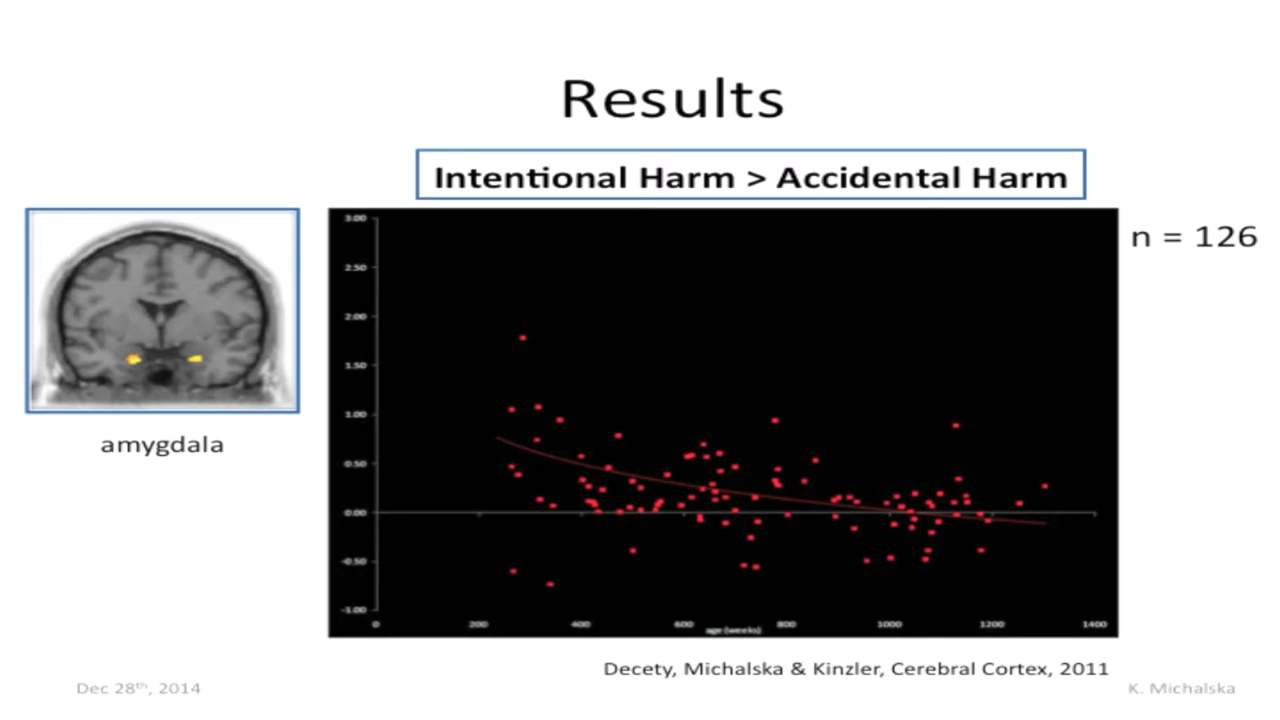 Results
Intentional Harm > Accidental Harm
n = 126
amygdala
3.00
2.50
2.00
1.50
1.00
0.50
0.00
-0.50
-1.00
0 200 400 600 800 1000 1200 1400
age (weeks)
Decety, Michalska & Kinzler, Cerebral Cortex, 2011
Dec 28th, 2014
K. Michalska